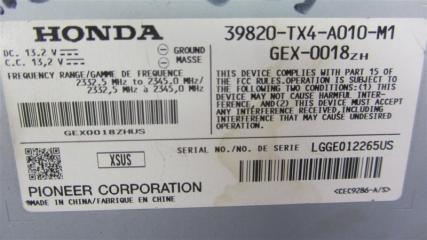 HONDA
39820-TX4-A010-M1
GEX-0018ZH
DC. 13.2 V
C.C. 13,2 V
GROUND
MASSE
FREQUENCY RANGE/GAMME DE FREQUENCE
2332.5 MHz TO 2345.0 MHz/
2332,5 MHz à 2345,0 MHz
THIS DEVICE COMPLIES WITH PART 15 OF
THE FCC RULES. OPERATION IS SUBJECT TO
THE FOLLOWING TWO CONDITIONS:(1) THIS
DEVICE MAY NOT CAUSE HARMFUL INTER-
FERENCE, AND(2) THIS DEVICE MUST ACCEPT
ANY INTERFERENCE RECEIVED, INCLUDING
INTERFERENCE THAT MAY CAUSE UNDESIRED
OPERATION.
GEX0018ZHUS
XSUS
SERIAL NO./NO. DE SERIE LGGE012265US
PIONEER CORPORATION
MADE IN CHINA/FABRIQUE EN CHINE
<CEC9286-A/S>